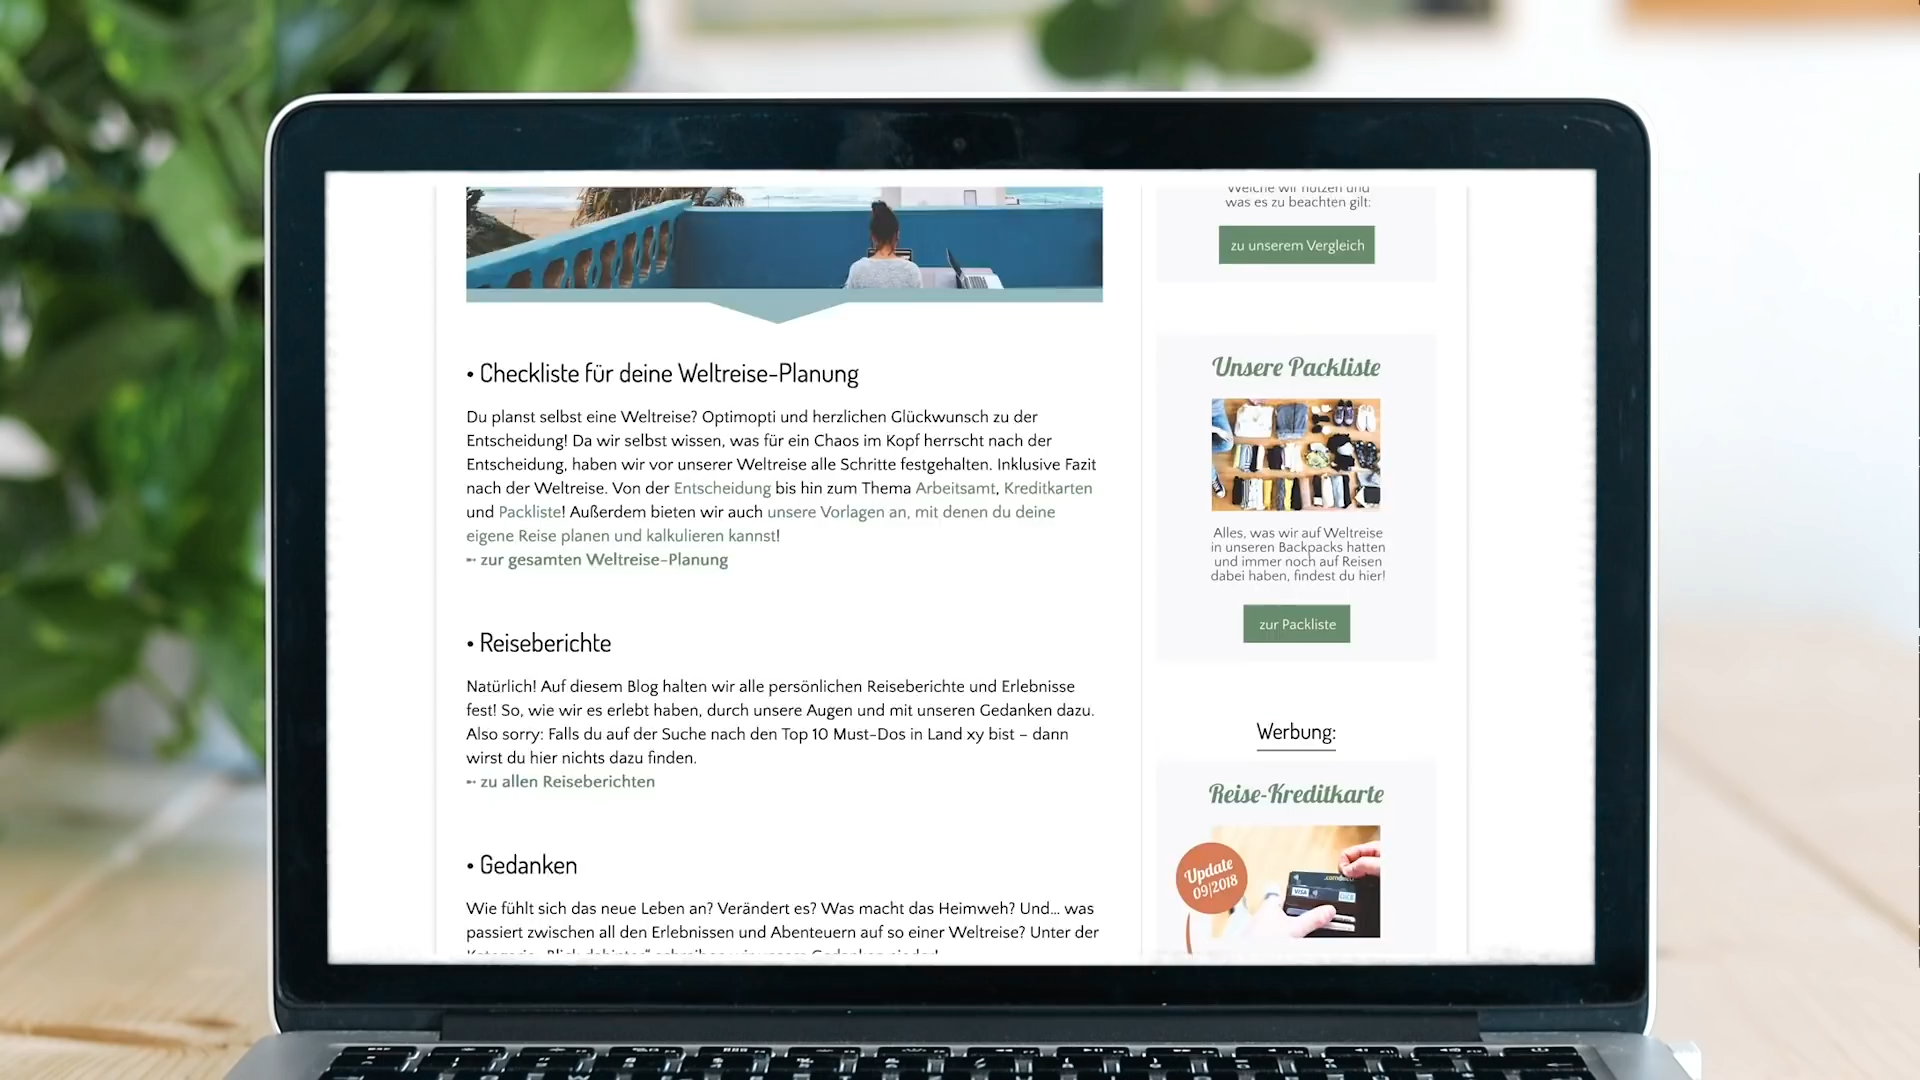 • Checkliste für deine Weltreise-Planung
Du planst selbst eine Weltreise? Optimopti und herzlichen Glückwunsch zu der
Entscheidung! Da wir selbst wissen, was für ein Chaos im Kopf herrscht nach der
Entscheidung, haben wir vor unserer Weltreise alle Schritte festgehalten. Inklusive Fazit
nach der Weltreise. Von der Entscheidung bis hin zum Thema Arbeitsamt, Kreditkarten
und Packliste! Außerdem bieten wir auch unsere Vorlagen an, mit denen du deine
eigene Reise planen und kalkulieren kannst!
➸ zur gesamten Weltreise-Planung
• Reiseberichte
Natürlich! Auf diesem Blog halten wir alle persönlichen Reiseberichte und Erlebnisse
fest! So, wie wir es erlebt haben, durch unsere Augen und mit unseren Gedanken dazu.
Also sorry: Falls du auf der Suche nach den Top 10 Must-Dos in Land xy bist – dann
wirst du hier nichts dazu finden.
➸ zu allen Reiseberichten
• Gedanken
Wie fühlt sich das neue Leben an? Verändert es? Was macht das Heimweh? Und... was
passiert zwischen all den Erlebnissen und Abenteuern auf so einer Weltreise? Unter der
Welche wir nutzen und
was es zu beachten gilt:
zu unserem Vergleich
Unsere Packliste
Alles, was wir auf Weltreise
in unseren Backpacks hatten
und immer noch auf Reisen
dabei haben, findest du hier!
zur Packliste
Werbung:
Reise-Kreditkarte
Update
09|2018
VISA